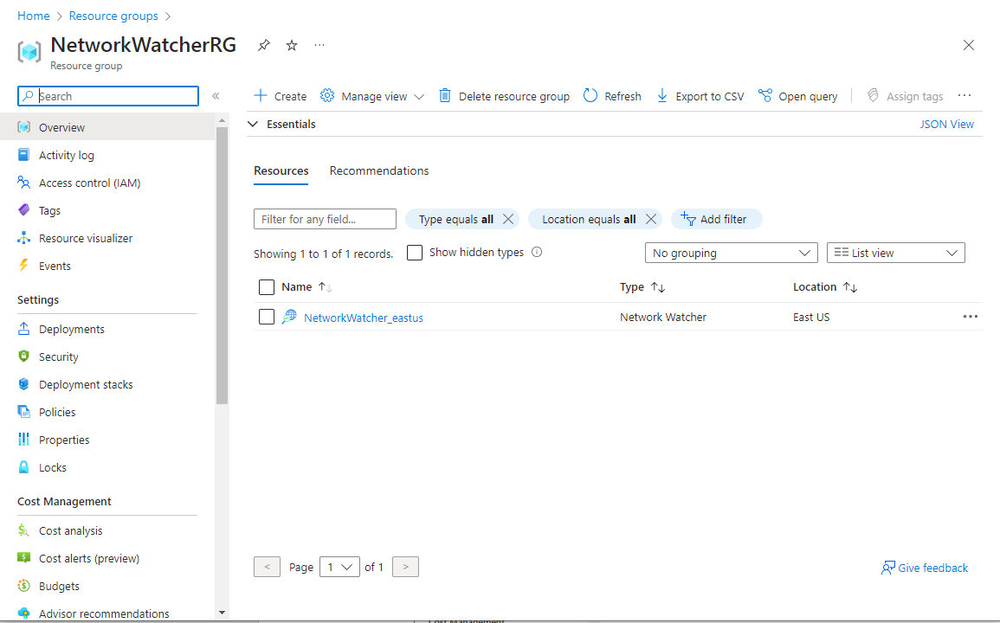 Home > Resource groups >
NetworkWatcherRG ...
Resource group
Search «
Overview
Activity log
Access control (IAM)
Tags
Resource visualizer
Events
Settings
Deployments
Security
Deployment stacks
Policies
Properties
Locks
Cost Management
Cost analysis
Cost alerts (preview)
Budgets
Advisor recommendations
Create Manage view Delete resource group Refresh Export to CSV Open query Assign tags ...
Essentials JSON View
Resources Recommendations
Filter for any field... Type equals all Location equals all Add filter
Showing 1 to 1 of 1 records. Show hidden types No grouping List view
Name Type Location
NetworkWatcher_eastus Network Watcher East US ...
< Page 1 of 1 >
Give feedback
Cost Management